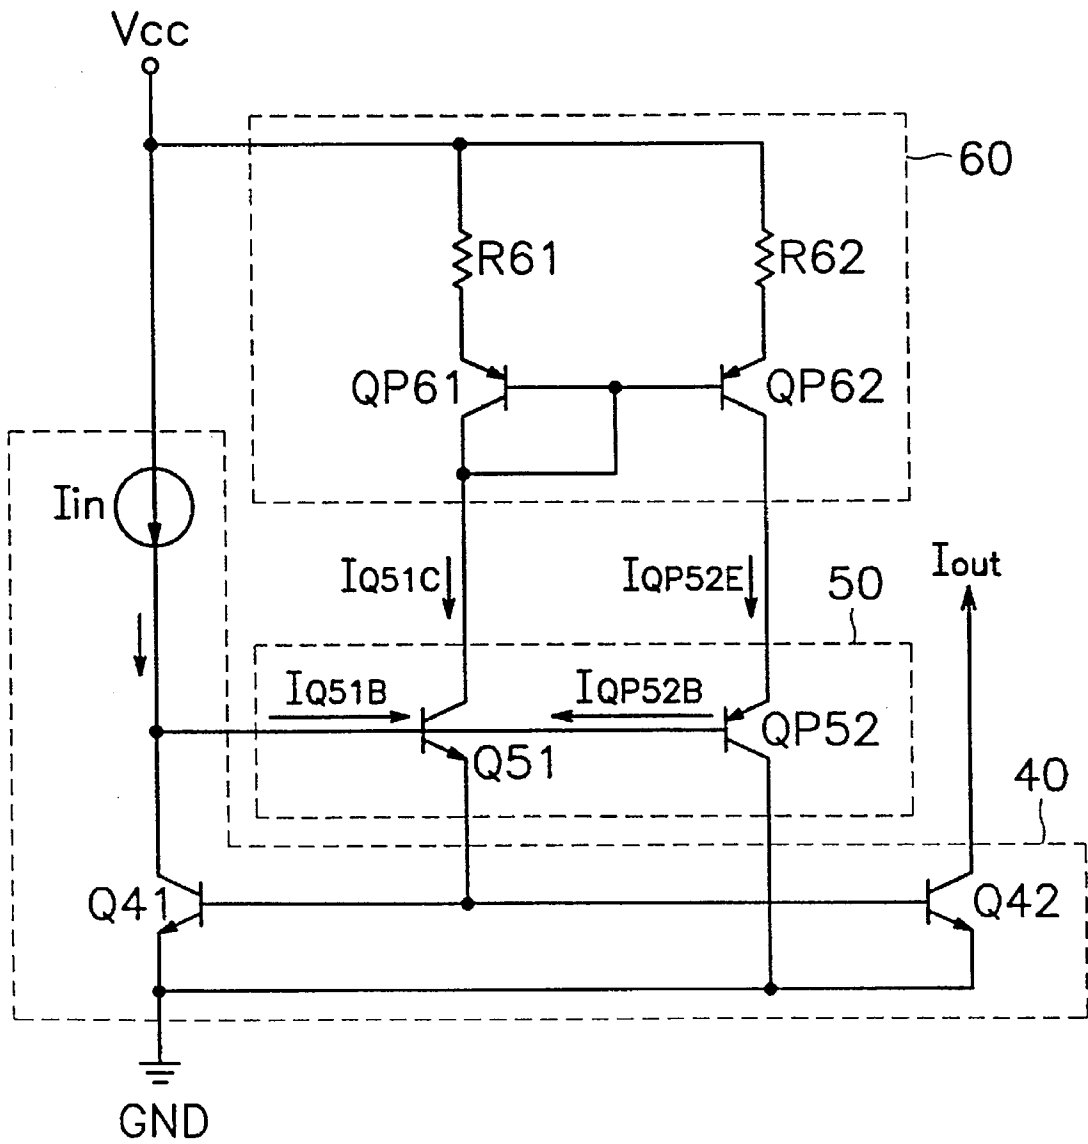 Vcc
60
R61
R62
QP61
QP62
Iin
IQ51C
IQP52E
Iout
50
IQ51B
IQP52B
QP52
Q51
40
Q41
Q42
GND